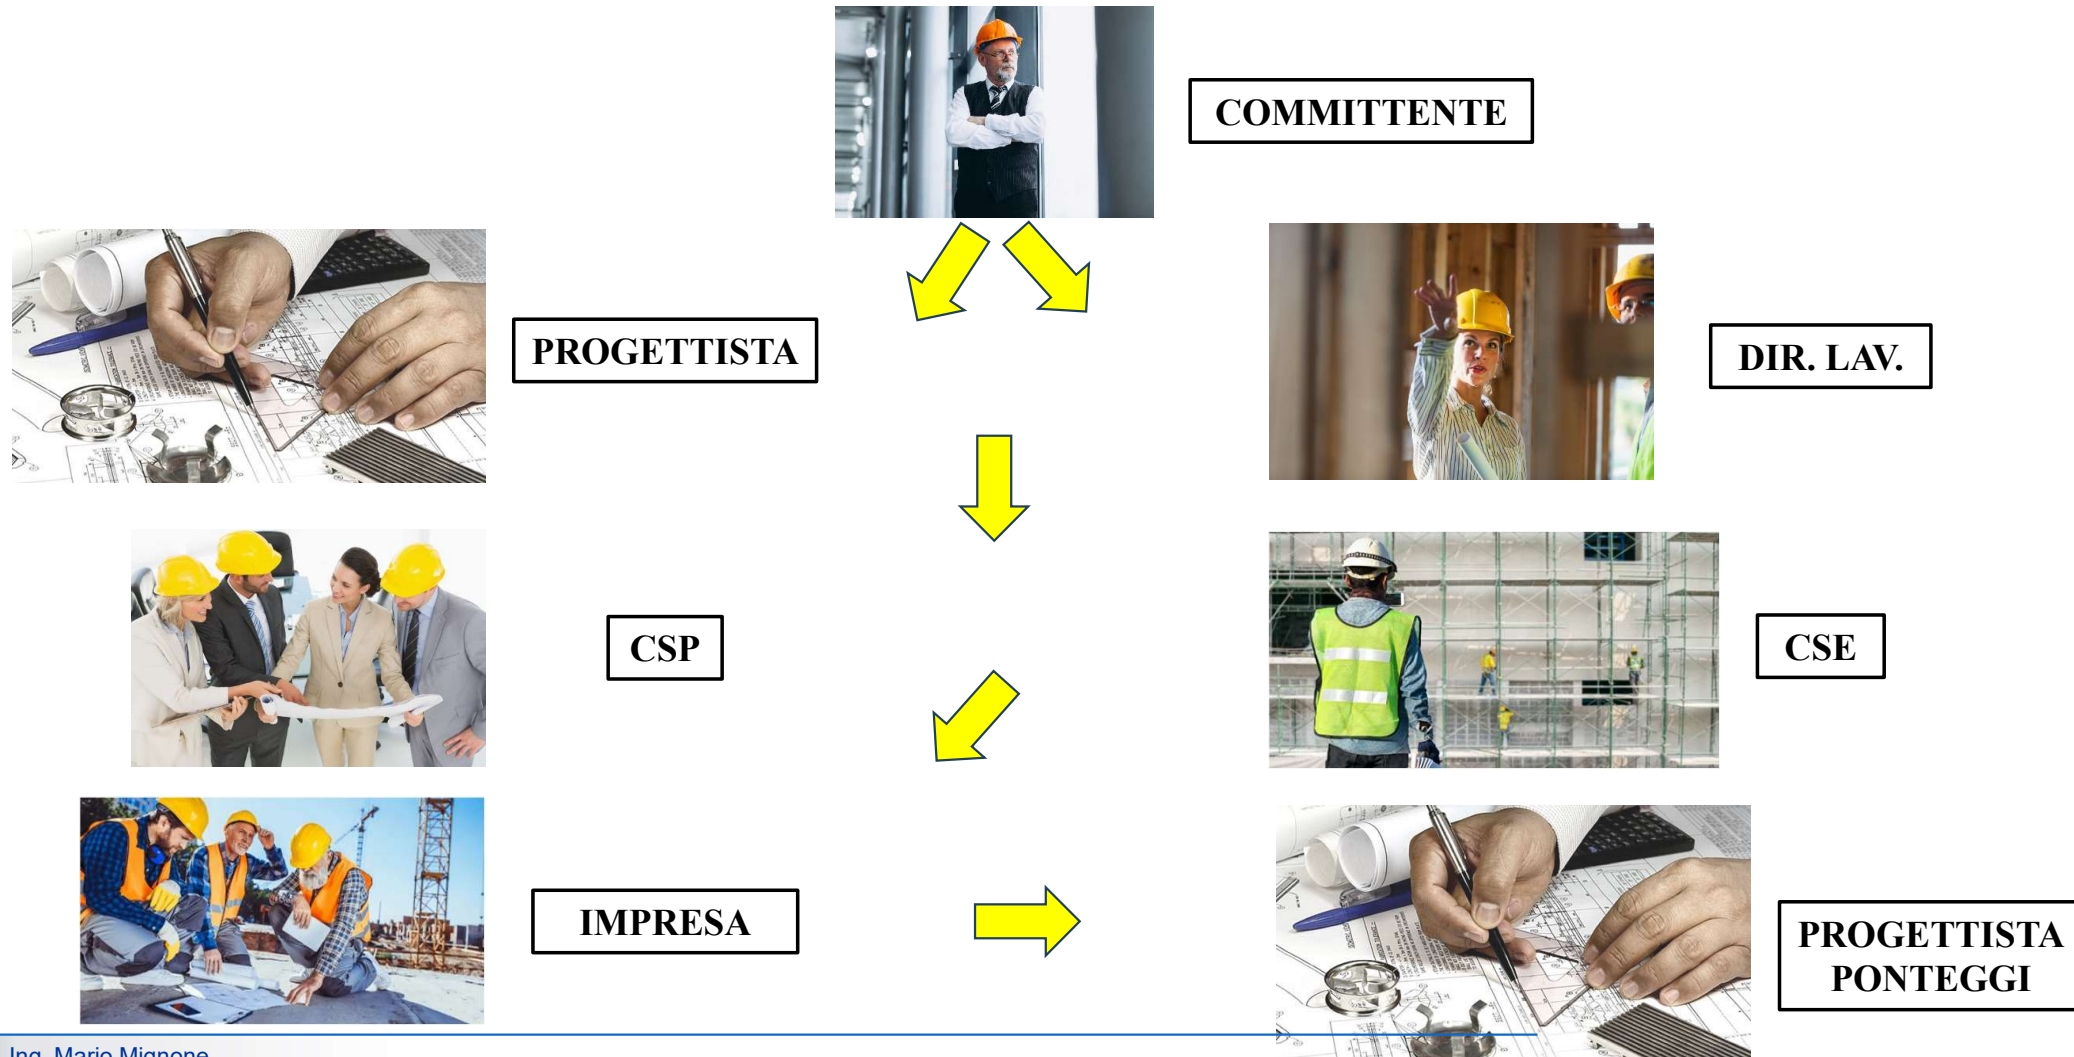 COMMITTENTE
PROGETTISTA
DIR. LAV.
CSP
CSE
IMPRESA
PROGETTISTA
PONTEGGI
Ing. Mario Mignone